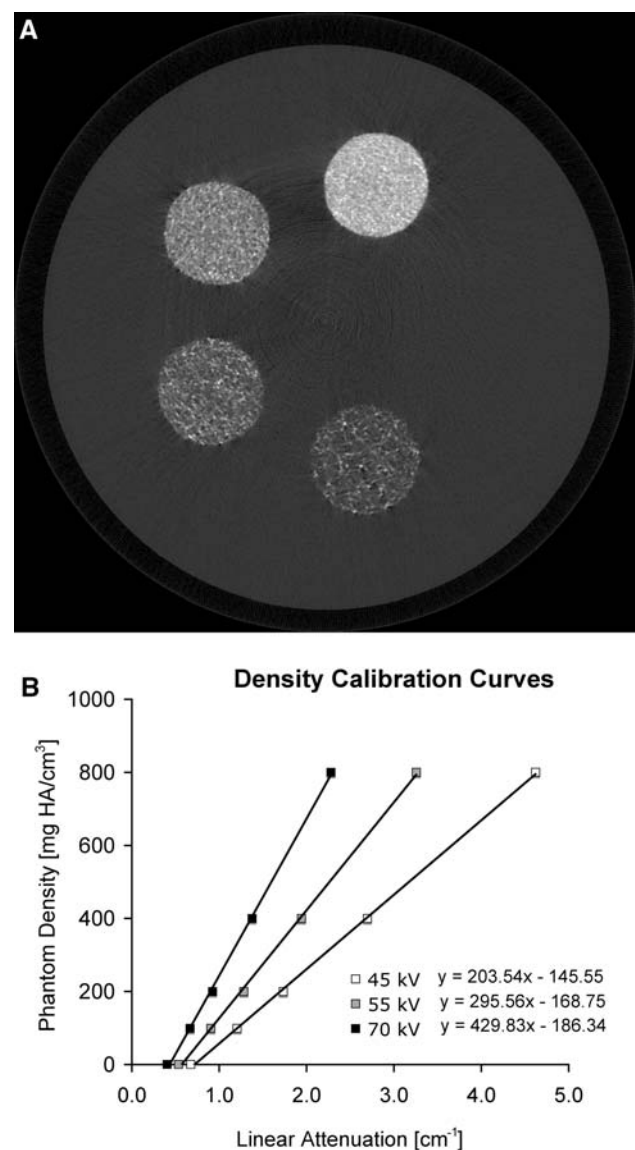 A
B
Density Calibration Curves
Phantom Density [mg HA/cm³]
1000
800
600
400
200
0
45 kV y = 203.54x - 145.55
55 kV y = 295.56x - 168.75
70 kV y = 429.83x - 186.34
0.0 1.0 2.0 3.0 4.0 5.0
Linear Attenuation [cm⁻¹]